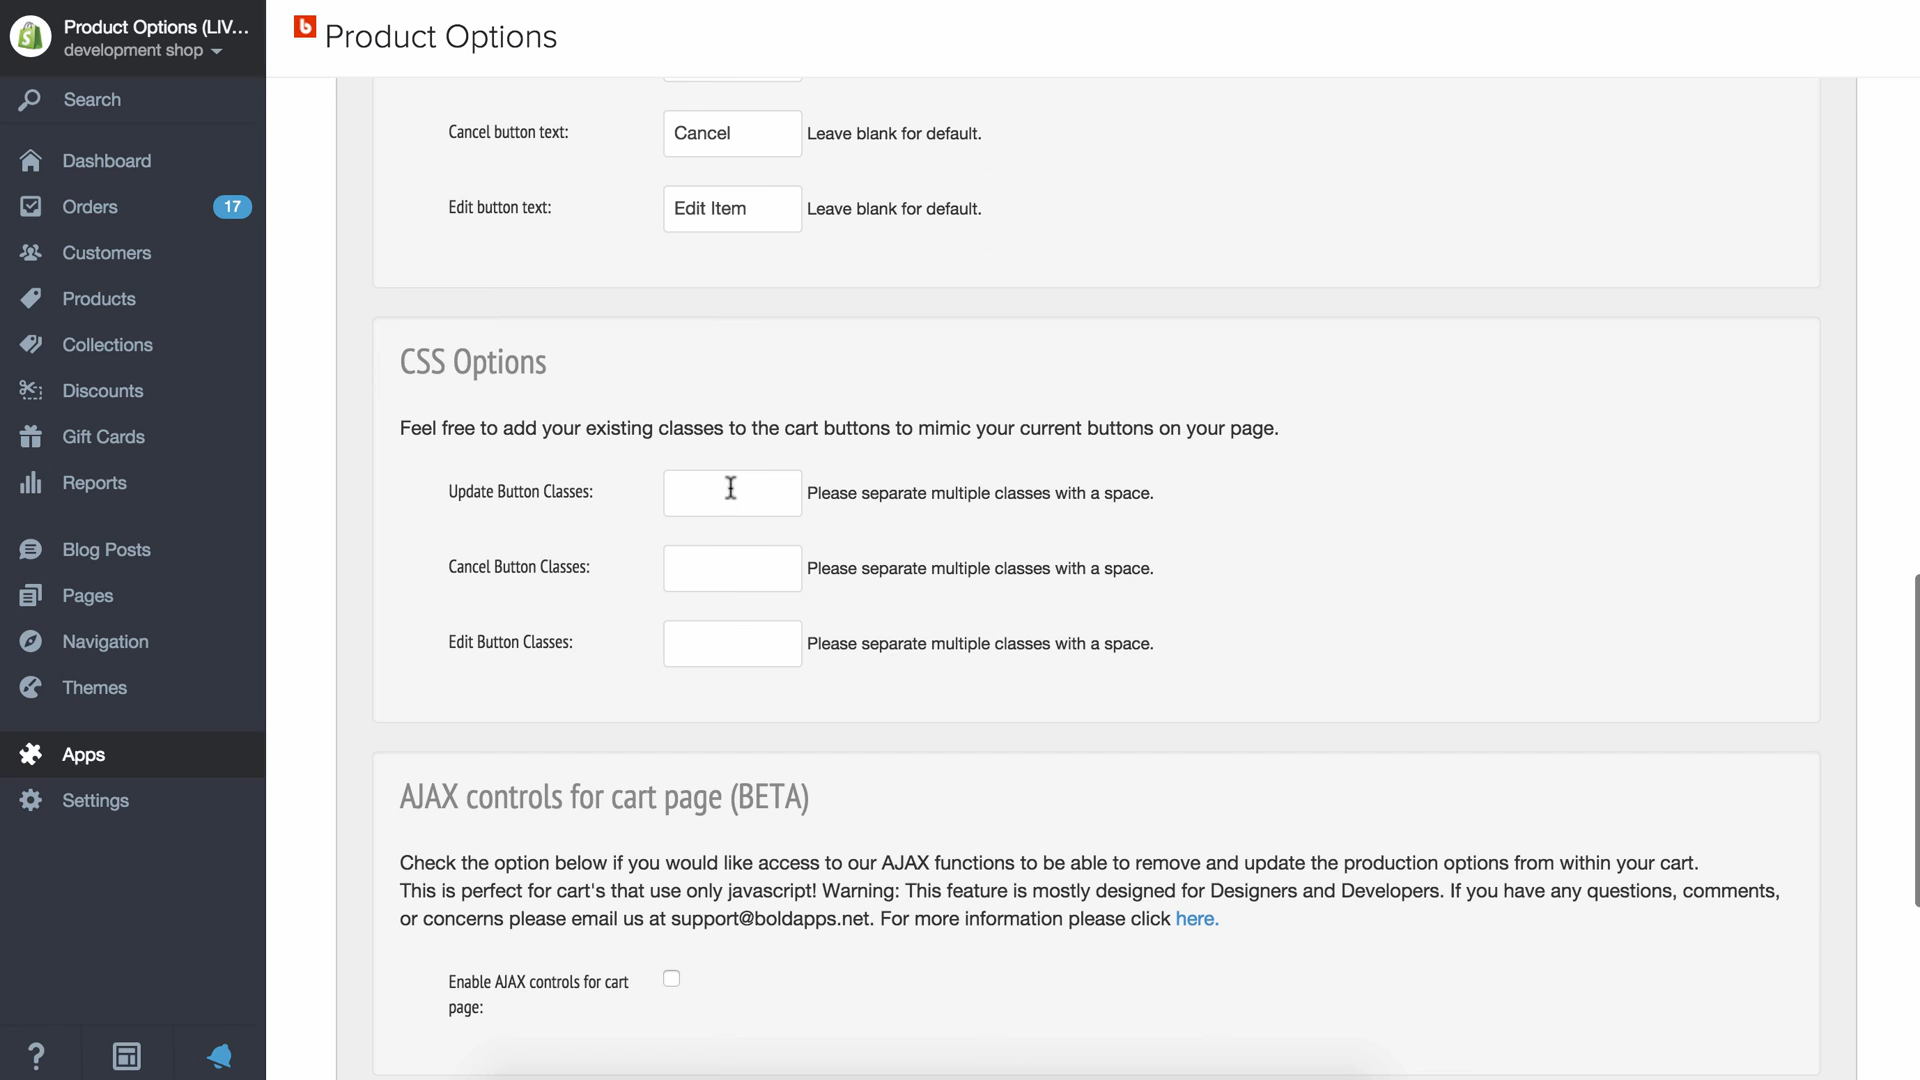 Product Options (LIV...
development shop
Search
Dashboard
Orders
17
Customers
Products
Collections
Discounts
Gift Cards
Reports
Blog Posts
Pages
Navigation
Themes
Apps
Settings
?
b Product Options
Cancel button text: Cancel Leave blank for default.
Edit button text: Edit Item Leave blank for default.
CSS Options
Feel free to add your existing classes to the cart buttons to mimic your current buttons on your page.
Update Button Classes: Please separate multiple classes with a space.
Cancel Button Classes: Please separate multiple classes with a space.
Edit Button Classes: Please separate multiple classes with a space.
AJAX controls for cart page (BETA)
Check the option below if you would like access to our AJAX functions to be able to remove and update the production options from within your cart.
This is perfect for cart's that use only javascript! Warning: This feature is mostly designed for Designers and Developers. If you have any questions, comments,
or concerns please email us at support@boldapps.net. For more information please click here.
Enable AJAX controls for cart
page: